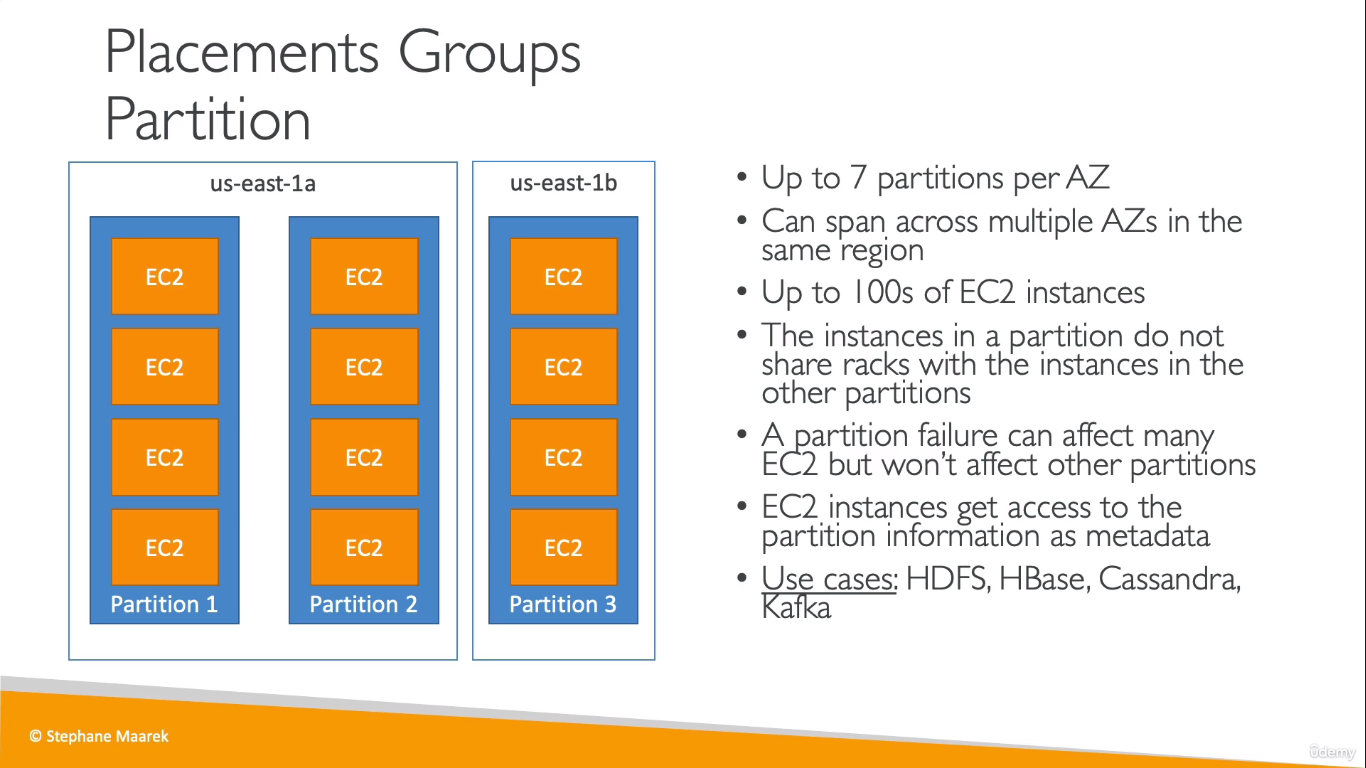 Placements Groups
Partition
us-east-1a
us-east-1b
EC2
EC2
EC2
EC2
EC2
EC2
EC2
EC2
EC2
EC2
EC2
EC2
Partition 1
Partition 2
Partition 3
• Up to 7 partitions per AZ
• Can span across multiple AZs in the
same region
• Up to 100s of EC2 instances
• The instances in a partition do not
share racks with the instances in the
other partitions
• A partition failure can affect many
EC2 but won’t affect other partitions
• EC2 instances get access to the
partition information as metadata
• Use cases: HDFS, HBase, Cassandra,
Kafka
© Stephane Maarek
ûdemy